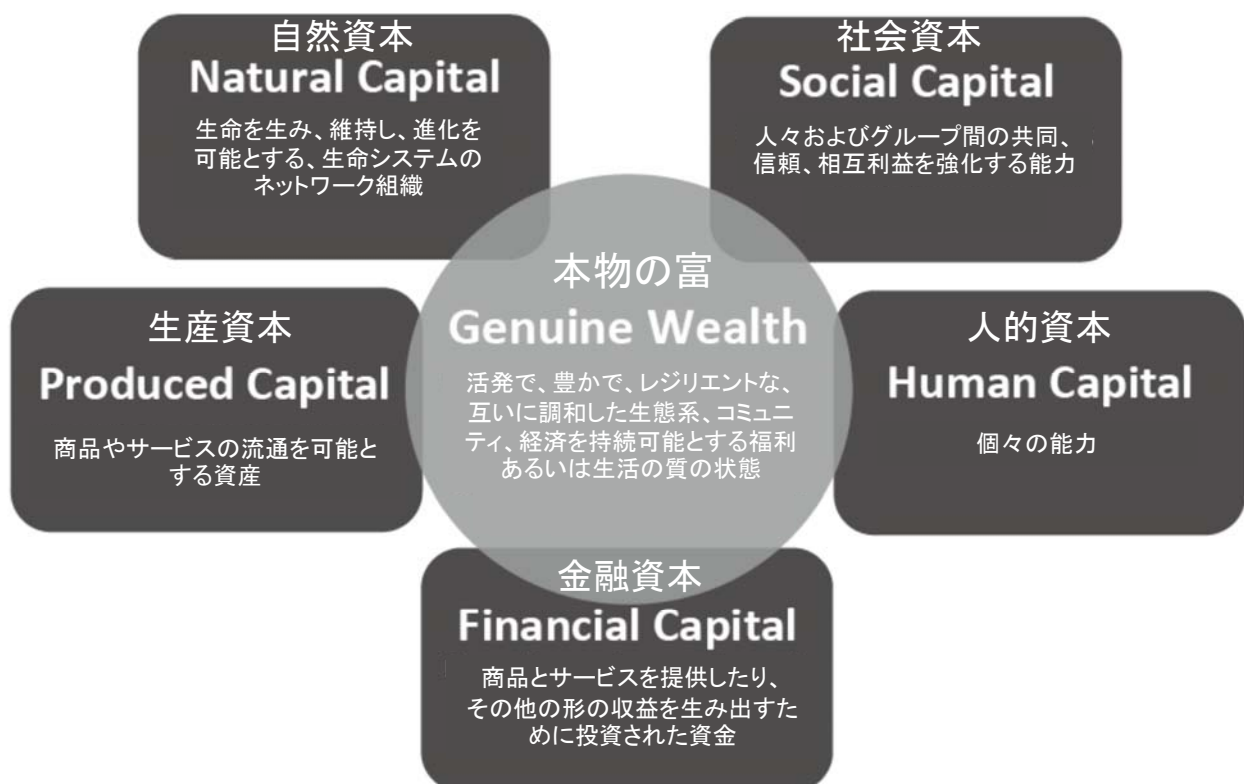 自然資本
Natural Capital
生命を生み、維持し、進化を
可能とする、生命システムの
ネットワーク組織
社会資本
Social Capital
人々およびグループ間の共同、
信頼、相互利益を強化する能力
本物の富
Genuine Wealth
活発で、豊かで、レジリエントな、
互いに調和した生態系、コミュニ
ティ、経済を持続可能とする福利
あるいは生活の質の状態
生産資本
Produced Capital
商品やサービスの流通を可能と
する資産
人的資本
Human Capital
個々の能力
金融資本
Financial Capital
商品とサービスを提供したり、
その他の形の収益を生み出すた
めに投資された資金